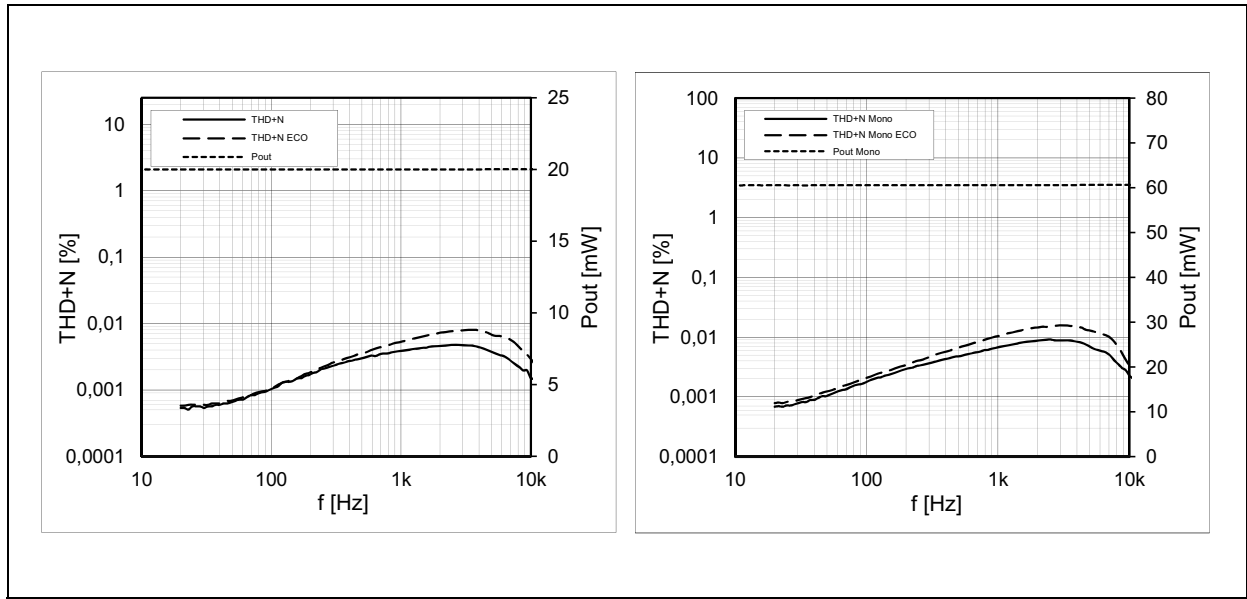 THD+N
THD+N ECO
Pout
10
1
0,1
0,01
0,001
0,0001
THD+N [%]
25
20
15
10
5
0
Pout [mW]
10
100
1k
10k
f [Hz]
THD+N Mono
THD+N Mono ECO
Pout Mono
100
10
1
0,1
0,01
0,001
0,0001
THD+N [%]
80
70
60
50
40
30
20
10
0
Pout [mW]
10
100
1k
10k
f [Hz]